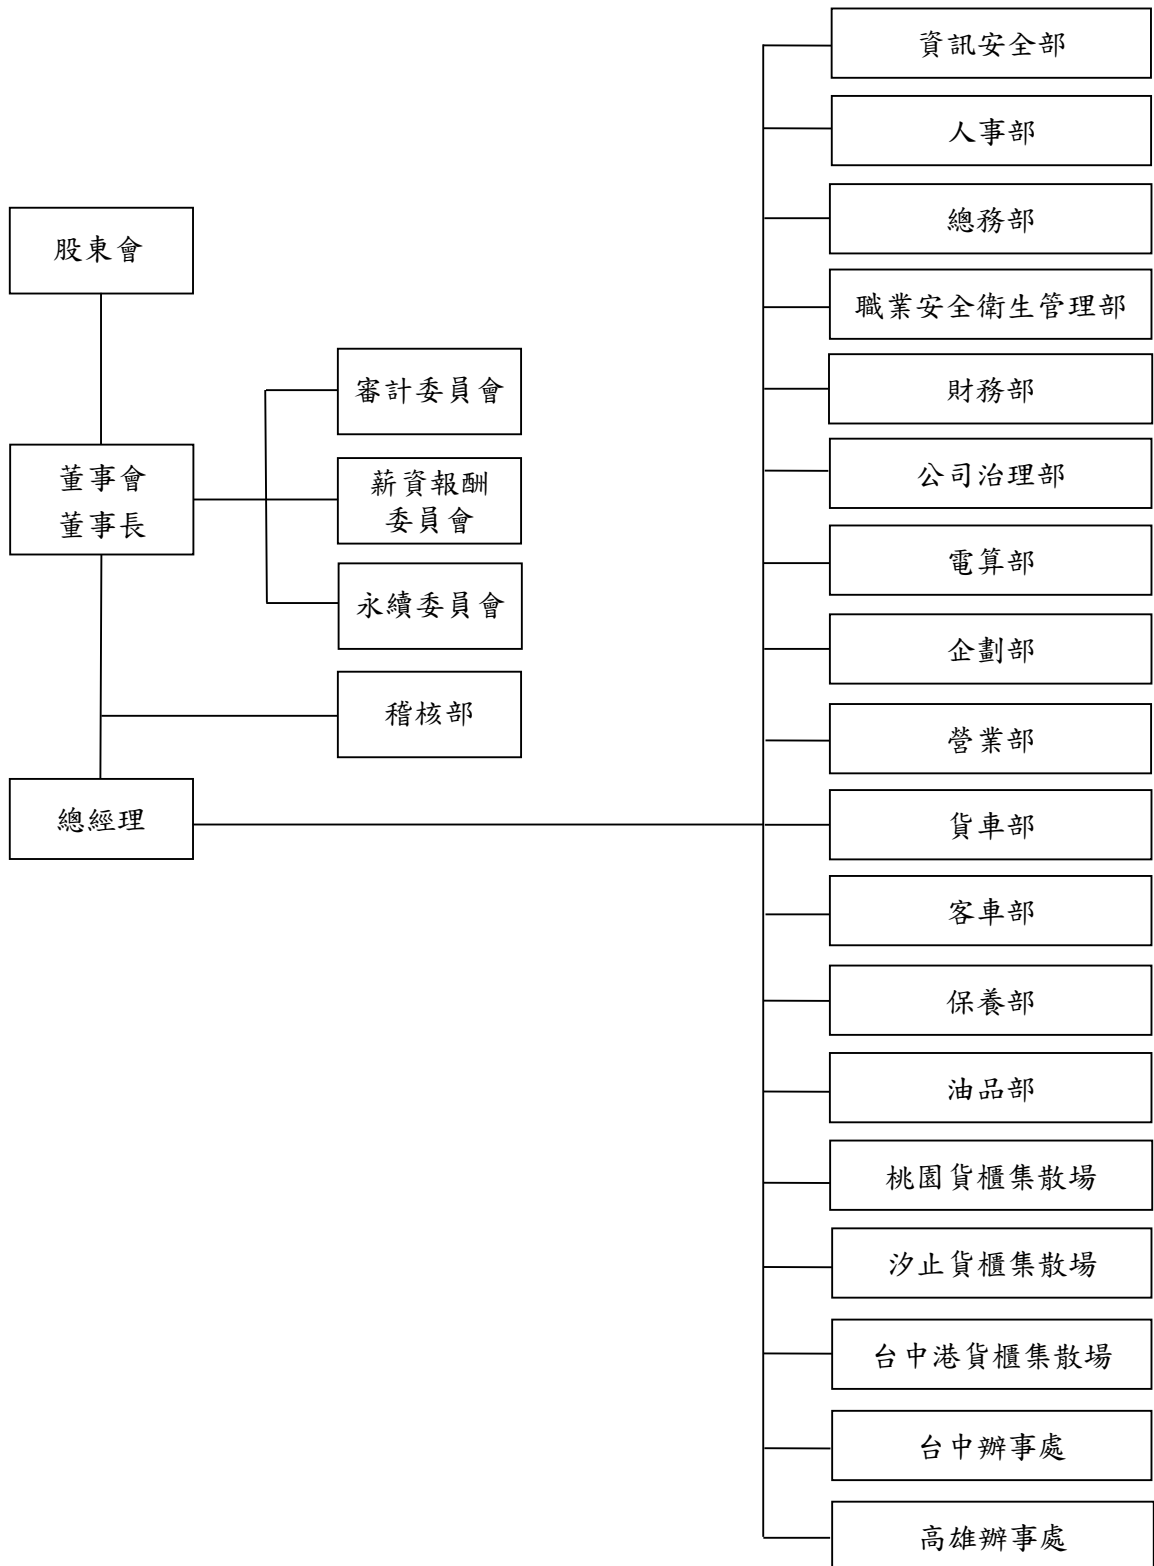 股東會
董事會
董事長
總經理
審計委員會
薪資報酬
委員會
永續委員會
稽核部
資訊安全部
人事部
總務部
職業安全衛生管理部
財務部
公司治理部
電算部
企劃部
營業部
貨車部
客車部
保養部
油品部
桃園貨櫃集散場
汐止貨櫃集散場
台中港貨櫃集散場
台中辦事處
高雄辦事處